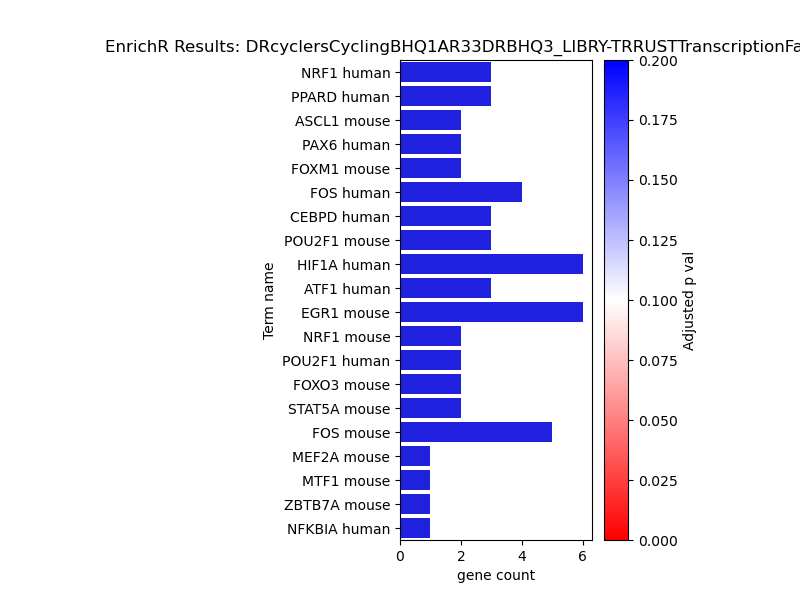 EnrichR Results: DRcyclersCyclingBHQ1AR33DRBHQ3_LIBRY-TRRUSTTranscriptionFa
NRF1 human
PPARD human
ASCL1 mouse
PAX6 human
FOXM1 mouse
FOS human
CEBPD human
POU2F1 mouse
HIF1A human
ATF1 human
EGR1 mouse
NRF1 mouse
POU2F1 human
FOXO3 mouse
STAT5A mouse
FOS mouse
MEF2A mouse
MTF1 mouse
ZBTB7A mouse
NFKBIA human
Term name
0 2 4 6
gene count
0.200
0.175
0.150
0.125
0.100
0.075
0.050
0.025
0.000
Adjusted p val